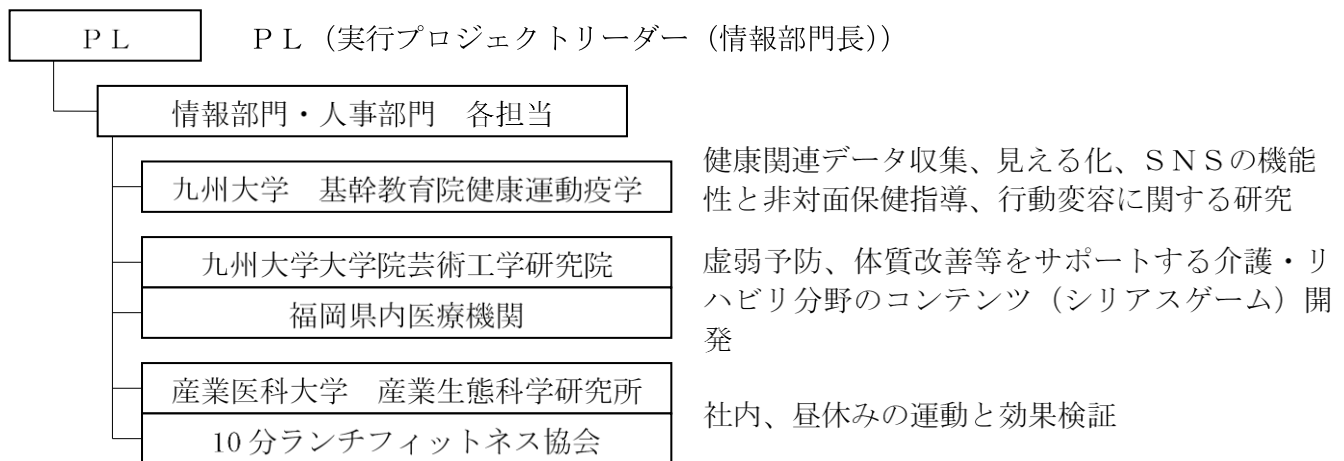 ＰＬ　ＰＬ（実行プロジェクトリーダー（情報部門長））
情報部門・人事部門　各担当
九州大学　基幹教育院健康運動疫学
健康関連データ収集、見える化、ＳＮＳの機能
性と非対面保健指導、行動変容に関する研究
九州大学大学院芸術工学研究院
福岡県内医療機関
虚弱予防、体質改善等をサポートする介護・リ
ハビリ分野のコンテンツ（シリアスゲーム）開
発
産業医科大学　産業生態科学研究所
10分ランチフィットネス協会
社内、昼休みの運動と効果検証